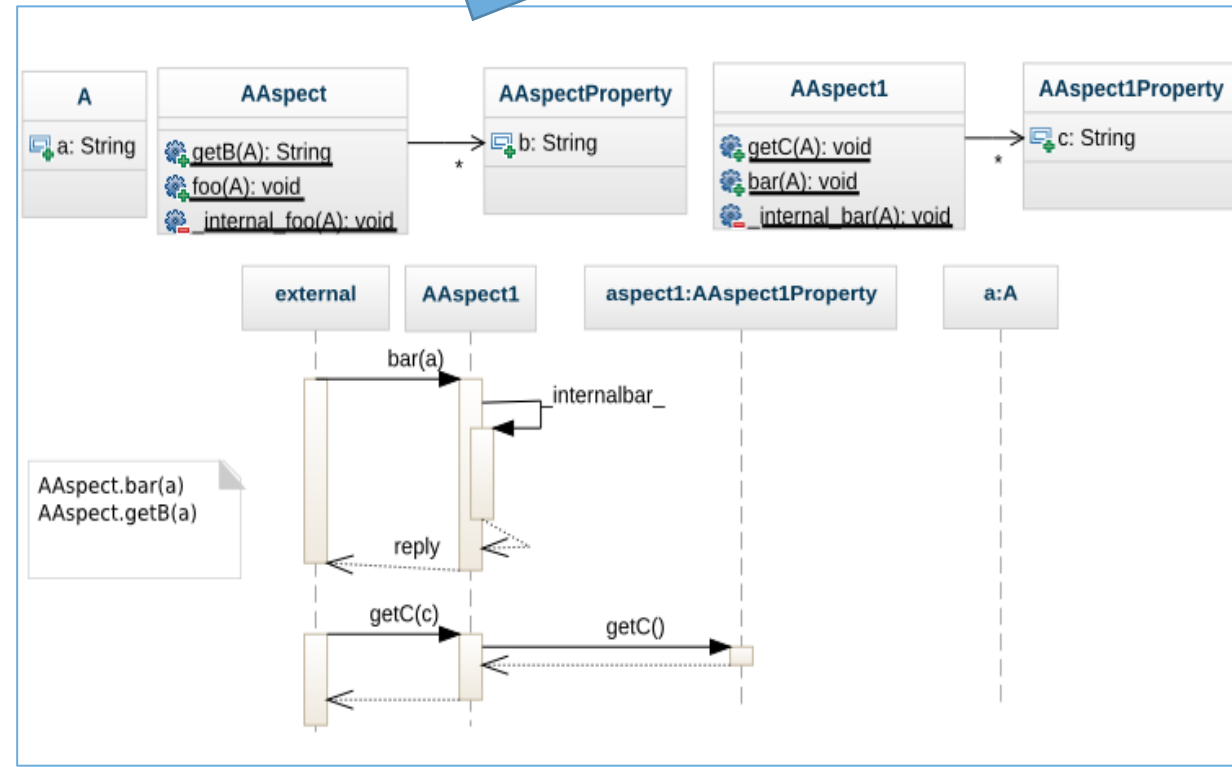 A
a: String
AAspect
getB(A): String
foo(A): void
_internal_foo(A): void
AAspectProperty
b: String
*
AAspect1
getC(A): void
bar(A): void
_internal_bar(A): void
AAspect1Property
c: String
*
external
AAspect1
aspect1:AAspect1Property
a:A
bar(a)
_internalbar_
AAspect.bar(a)
AAspect.getB(a)
reply
getC(c)
getC()